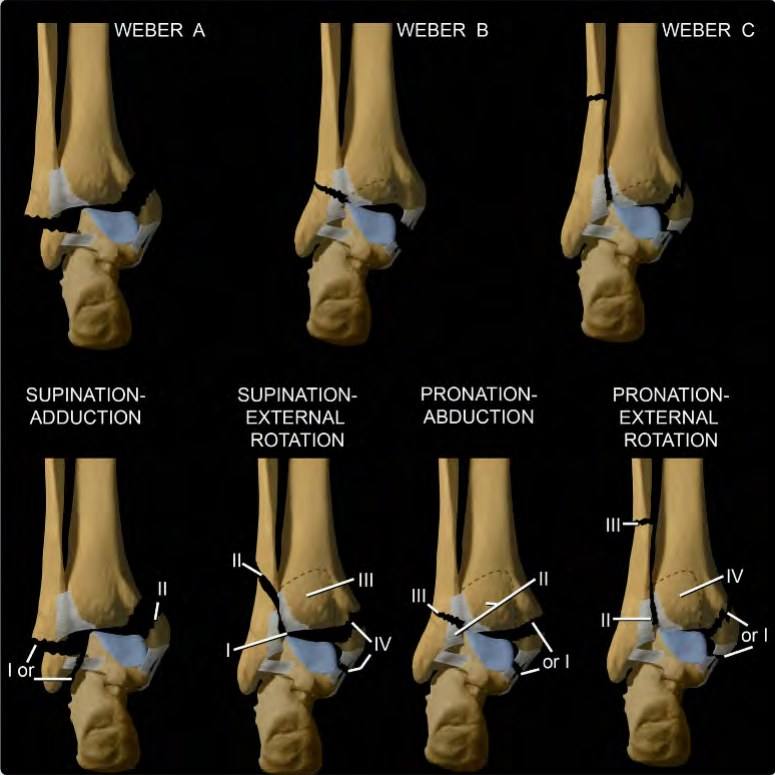 WEBER A
WEBER B
WEBER C
SUPINATION-
ADDUCTION
SUPINATION-
EXTERNAL
ROTATION
PRONATION-
ABDUCTION
PRONATION-
EXTERNAL
ROTATION
II
I or
II
III
I
IV
III
II
or I
III
IV
II
or I